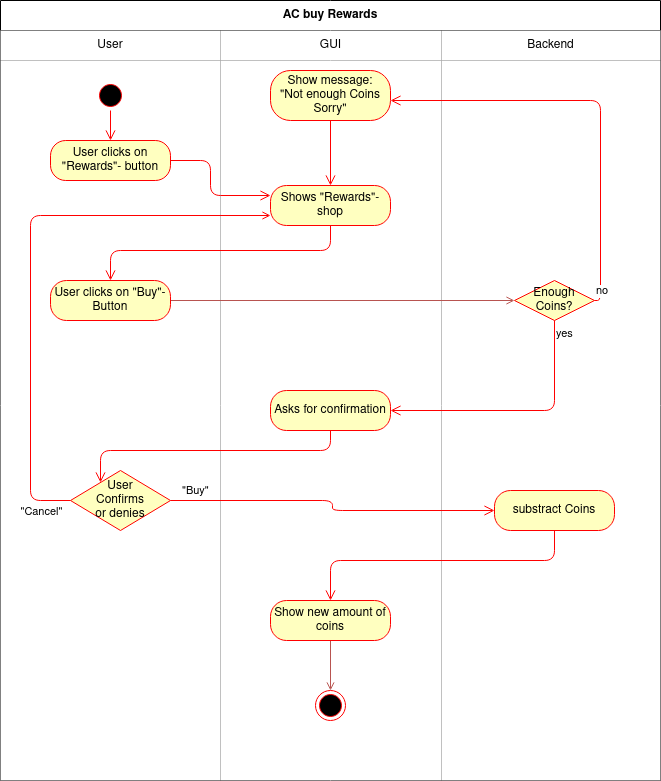 AC buy Rewards
User
GUI
Backend
Show message:
"Not enough Coins
Sorry"
User clicks on
"Rewards"- button
Shows "Rewards"-
shop
User clicks on "Buy"-
Button
Enough
Coins?
no
yes
Asks for confirmation
User
Confirms
or denies
"Buy"
"Cancel"
substract Coins
Show new amount of
coins